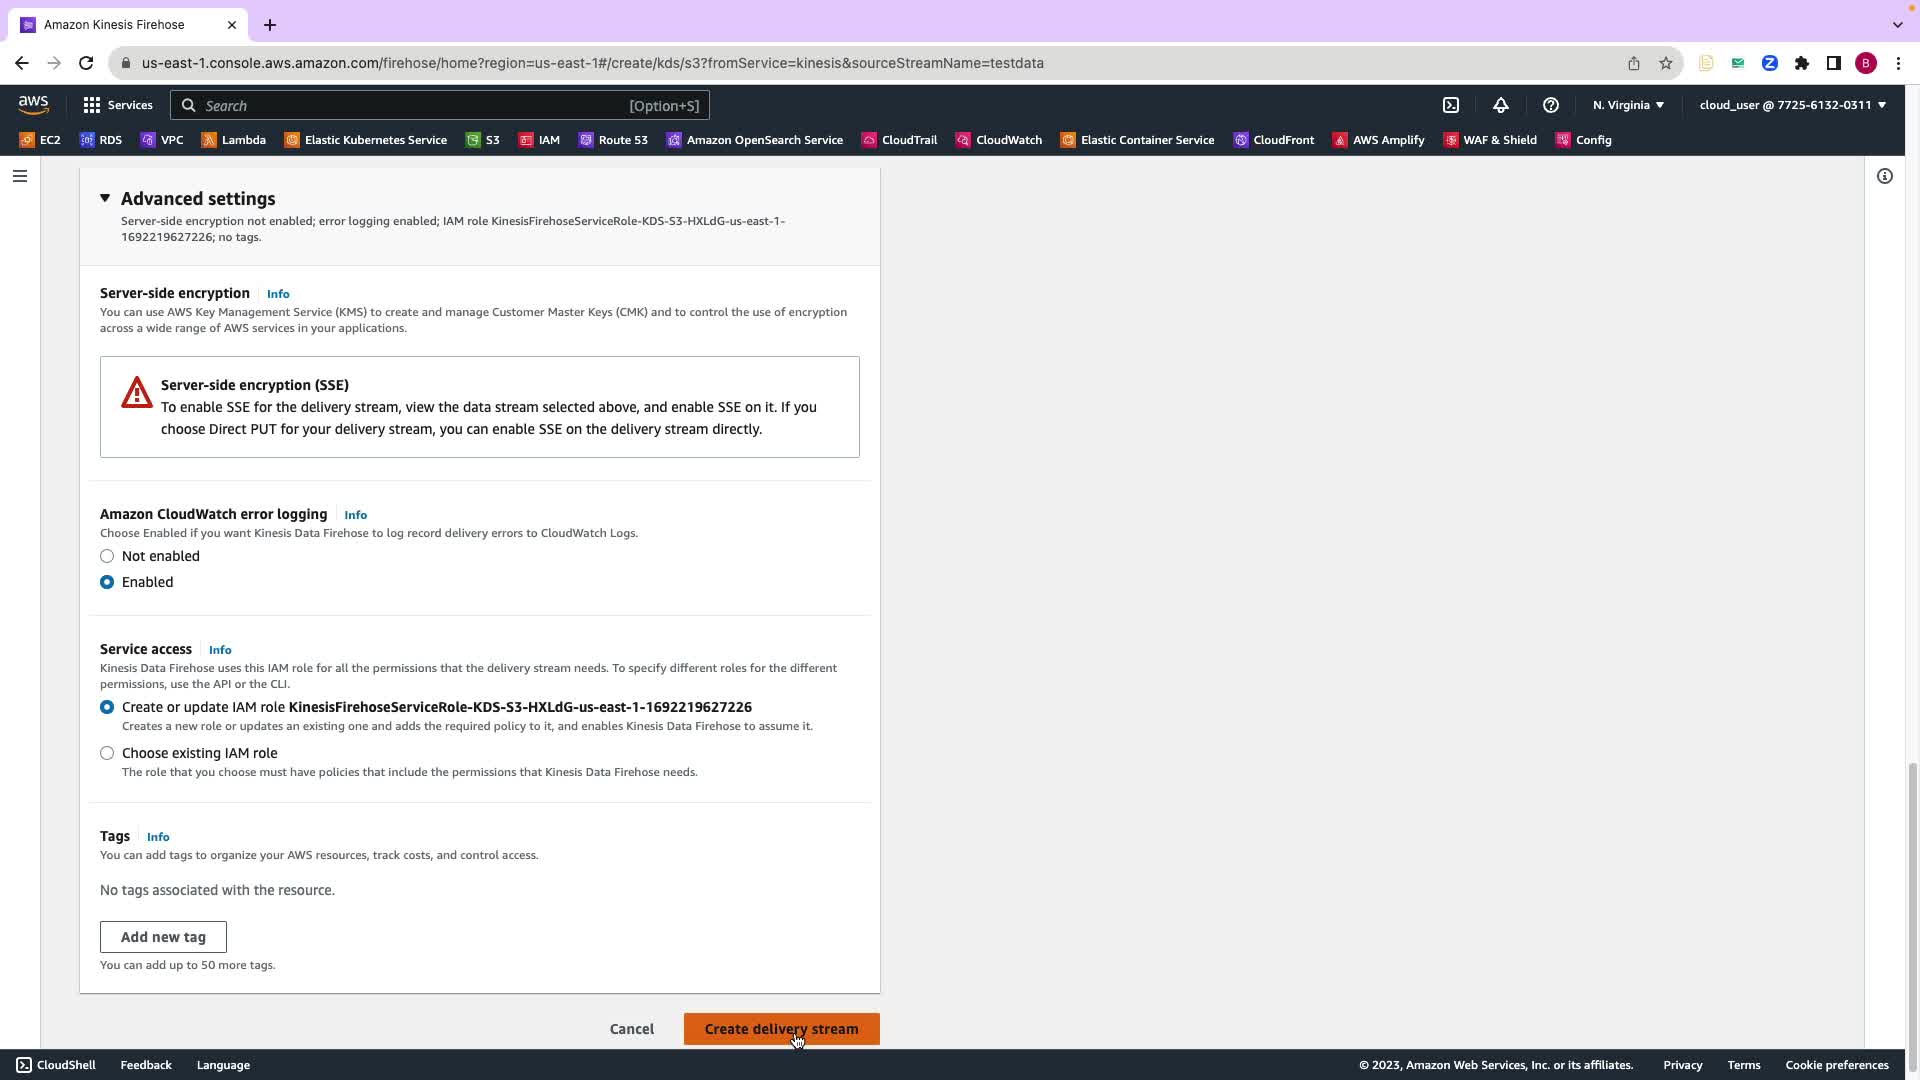 Amazon Kinesis Firehose
us-east-1.console.aws.amazon.com/firehose/home?region=us-east-1#/create/kds/s3?fromService=kinesis&sourceStreamName=testdata
B
aws
Services
Search
[Option+S]
N. Virginia
cloud_user @ 7725-6132-0311
EC2
RDS
VPC
Lambda
Elastic Kubernetes Service
S3
IAM
Route 53
Amazon OpenSearch Service
CloudTrail
CloudWatch
Elastic Container Service
CloudFront
AWS Amplify
WAF & Shield
Config
Advanced settings
Server-side encryption not enabled; error logging enabled; IAM role KinesisFirehoseServiceRole-KDS-S3-HXLdG-us-east-1-
1692219627226; no tags.
Server-side encryption Info
You can use AWS Key Management Service (KMS) to create and manage Customer Master Keys (CMK) and to control the use of encryption
across a wide range of AWS services in your applications.
Server-side encryption (SSE)
To enable SSE for the delivery stream, view the data stream selected above, and enable SSE on it. If you
choose Direct PUT for your delivery stream, you can enable SSE on the delivery stream directly.
Amazon CloudWatch error logging Info
Choose Enabled if you want Kinesis Data Firehose to log record delivery errors to CloudWatch Logs.
Not enabled
Enabled
Service access Info
Kinesis Data Firehose uses this IAM role for all the permissions that the delivery stream needs. To specify different roles for the different
permissions, use the API or the CLI.
Create or update IAM role KinesisFirehoseServiceRole-KDS-S3-HXLdG-us-east-1-1692219627226
Creates a new role or updates an existing one and adds the required policy to it, and enables Kinesis Data Firehose to assume it.
Choose existing IAM role
The role that you choose must have policies that include the permissions that Kinesis Data Firehose needs.
Tags Info
You can add tags to organize your AWS resources, track costs, and control access.
No tags associated with the resource.
Add new tag
You can add up to 50 more tags.
Cancel
Create delivery stream
CloudShell
Feedback
Language
© 2023, Amazon Web Services, Inc. or its affiliates.
Privacy
Terms
Cookie preferences